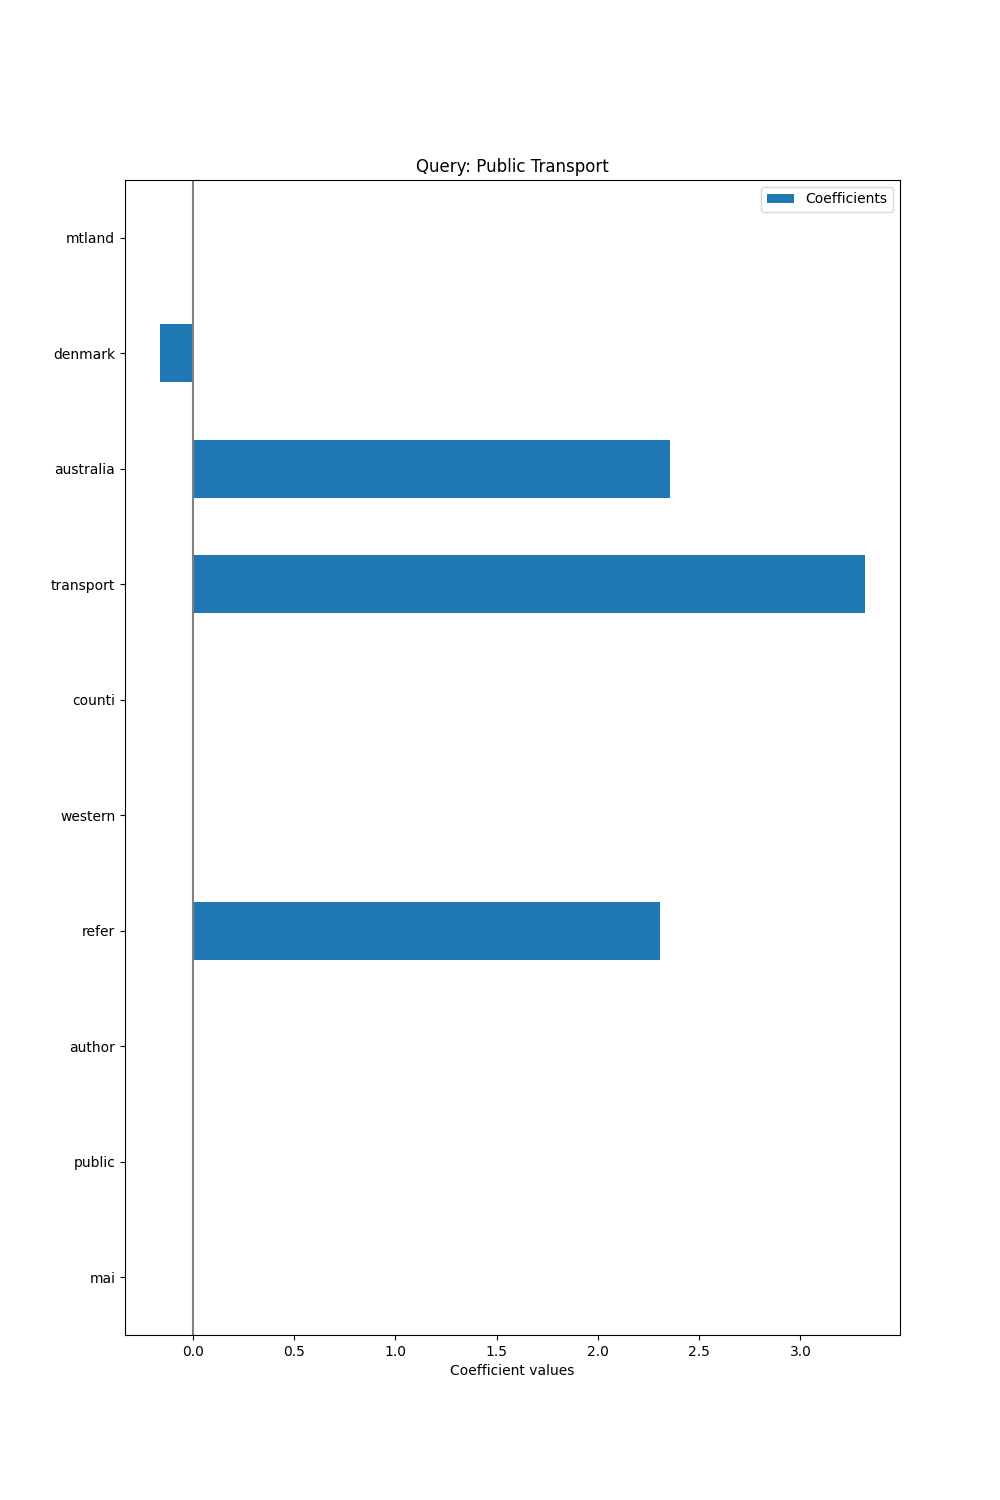 Query: Public Transport
Coefficients
mtland
denmark
australia
transport
counti
western
refer
author
public
mai
0.0 0.5 1.0 1.5 2.0 2.5 3.0
Coefficient values